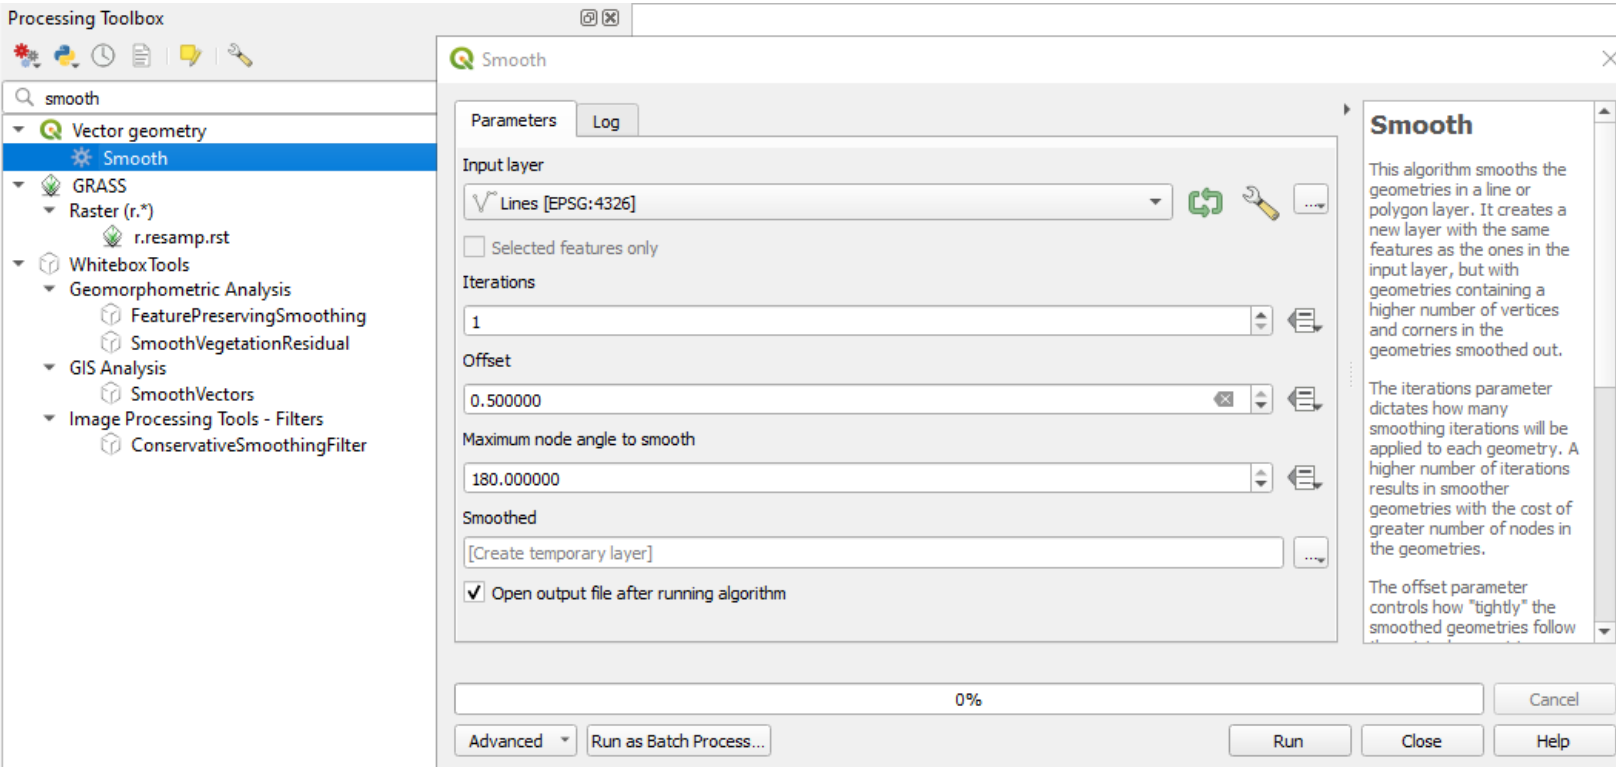 Processing Toolbox
smooth
Vector geometry
Smooth
GRASS
Raster (r.*)
r.resamp.rst
WhiteboxTools
Geomorphometric Analysis
FeaturePreservingSmoothing
SmoothVegetationResidual
GIS Analysis
SmoothVectors
Image Processing Tools - Filters
ConservativeSmoothingFilter
Smooth
Parameters
Log
Input layer
Lines [EPSG:4326]
...
Selected features only
Iterations
1
Offset
0.500000
Maximum node angle to smooth
180.000000
Smoothed
[Create temporary layer]
...
Open output file after running algorithm
Smooth
This algorithm smooths the
geometries in a line or
polygon layer. It creates a
new layer with the same
features as the ones in the
input layer, but with
geometries containing a
higher number of vertices
and corners in the
geometries smoothed out.
The iterations parameter
dictates how many
smoothing iterations will be
applied to each geometry. A
higher number of iterations
results in smoother
geometries with the cost of
greater number of nodes in
the geometries.
The offset parameter
controls how "tightly" the
smoothed geometries follow
0%
Cancel
Advanced
Run as Batch Process...
Run
Close
Help